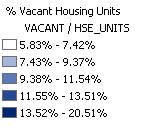 % Vacant Housing Units
VACANT / HSE_UNITS
5.83% - 7.42%
7.43% - 9.37%
9.38% - 11.54%
11.55% - 13.51%
13.52% - 20.51%